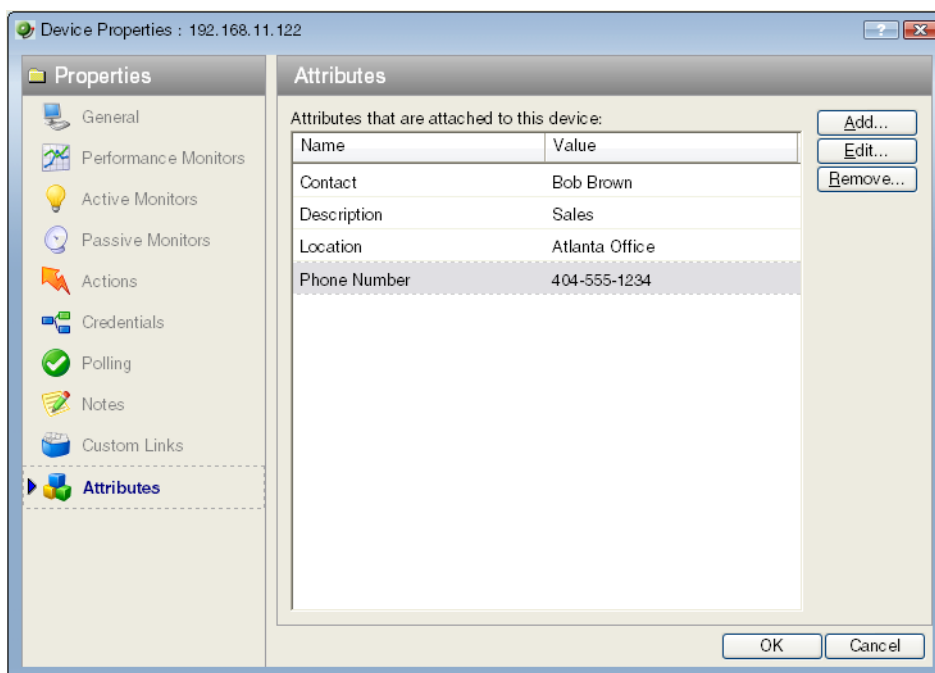 Device Properties : 192.168.11.122
?
Properties
General
Performance Monitors
Active Monitors
Passive Monitors
Actions
Credentials
Polling
Notes
Custom Links
Attributes
Attributes
Attributes that are attached to this device:
Name Value
Contact Bob Brown
Description Sales
Location Atlanta Office
Phone Number 404-555-1234
Add...
Edit...
Remove...
OK Cancel